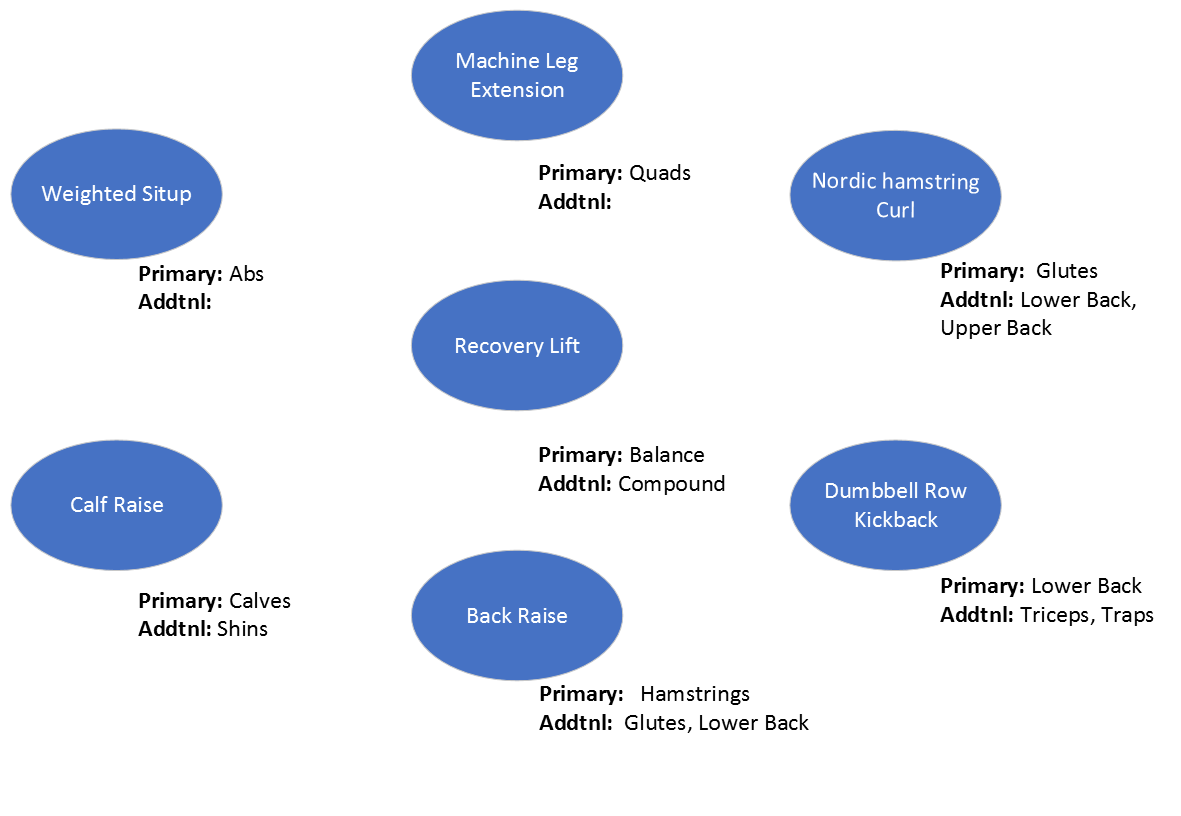 Machine Leg
Extension
Primary: Quads
Addtnl:
Weighted Situp
Primary: Abs
Addtnl:
Nordic hamstring
Curl
Primary:  Glutes
Addtnl: Lower Back,
Upper Back
Recovery Lift
Primary: Balance
Addtnl: Compound
Calf Raise
Primary: Calves
Addtnl: Shins
Dumbbell Row
Kickback
Primary: Lower Back
Addtnl: Triceps, Traps
Back Raise
Primary:   Hamstrings
Addtnl:  Glutes, Lower Back